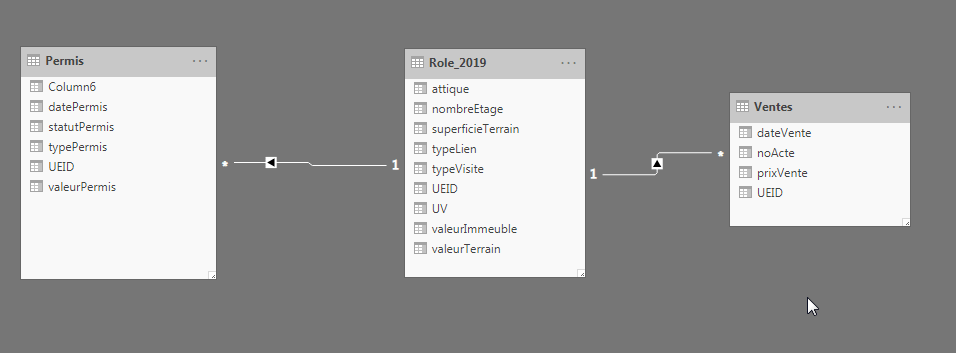 Permis ...
Column6
datePermis
statutPermis
typePermis
UEID
valeurPermis
* 1
Role_2019 ...
attique
nombreEtage
superficieTerrain
typeLien
typeVisite
UEID
UV
valeurImmeuble
valeurTerrain
1 *
Ventes ...
dateVente
noActe
prixVente
UEID